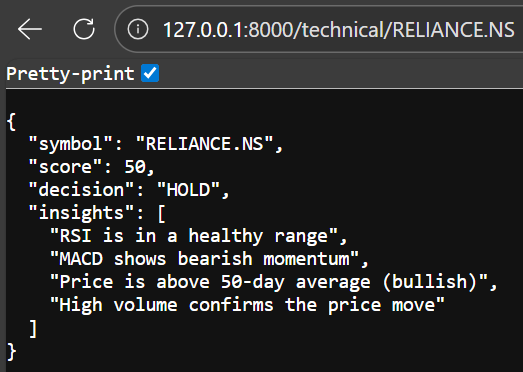 127.0.0.1:8000/technical/RELIANCE.NS
Pretty-print
{
  "symbol": "RELIANCE.NS",
  "score": 50,
  "decision": "HOLD",
  "insights": [
    "RSI is in a healthy range",
    "MACD shows bearish momentum",
    "Price is above 50-day average (bullish)",
    "High volume confirms the price move"
  ]
}